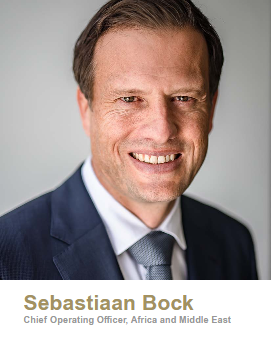 Sebastiaan Bock
Chief Operating Officer, Africa and Middle East